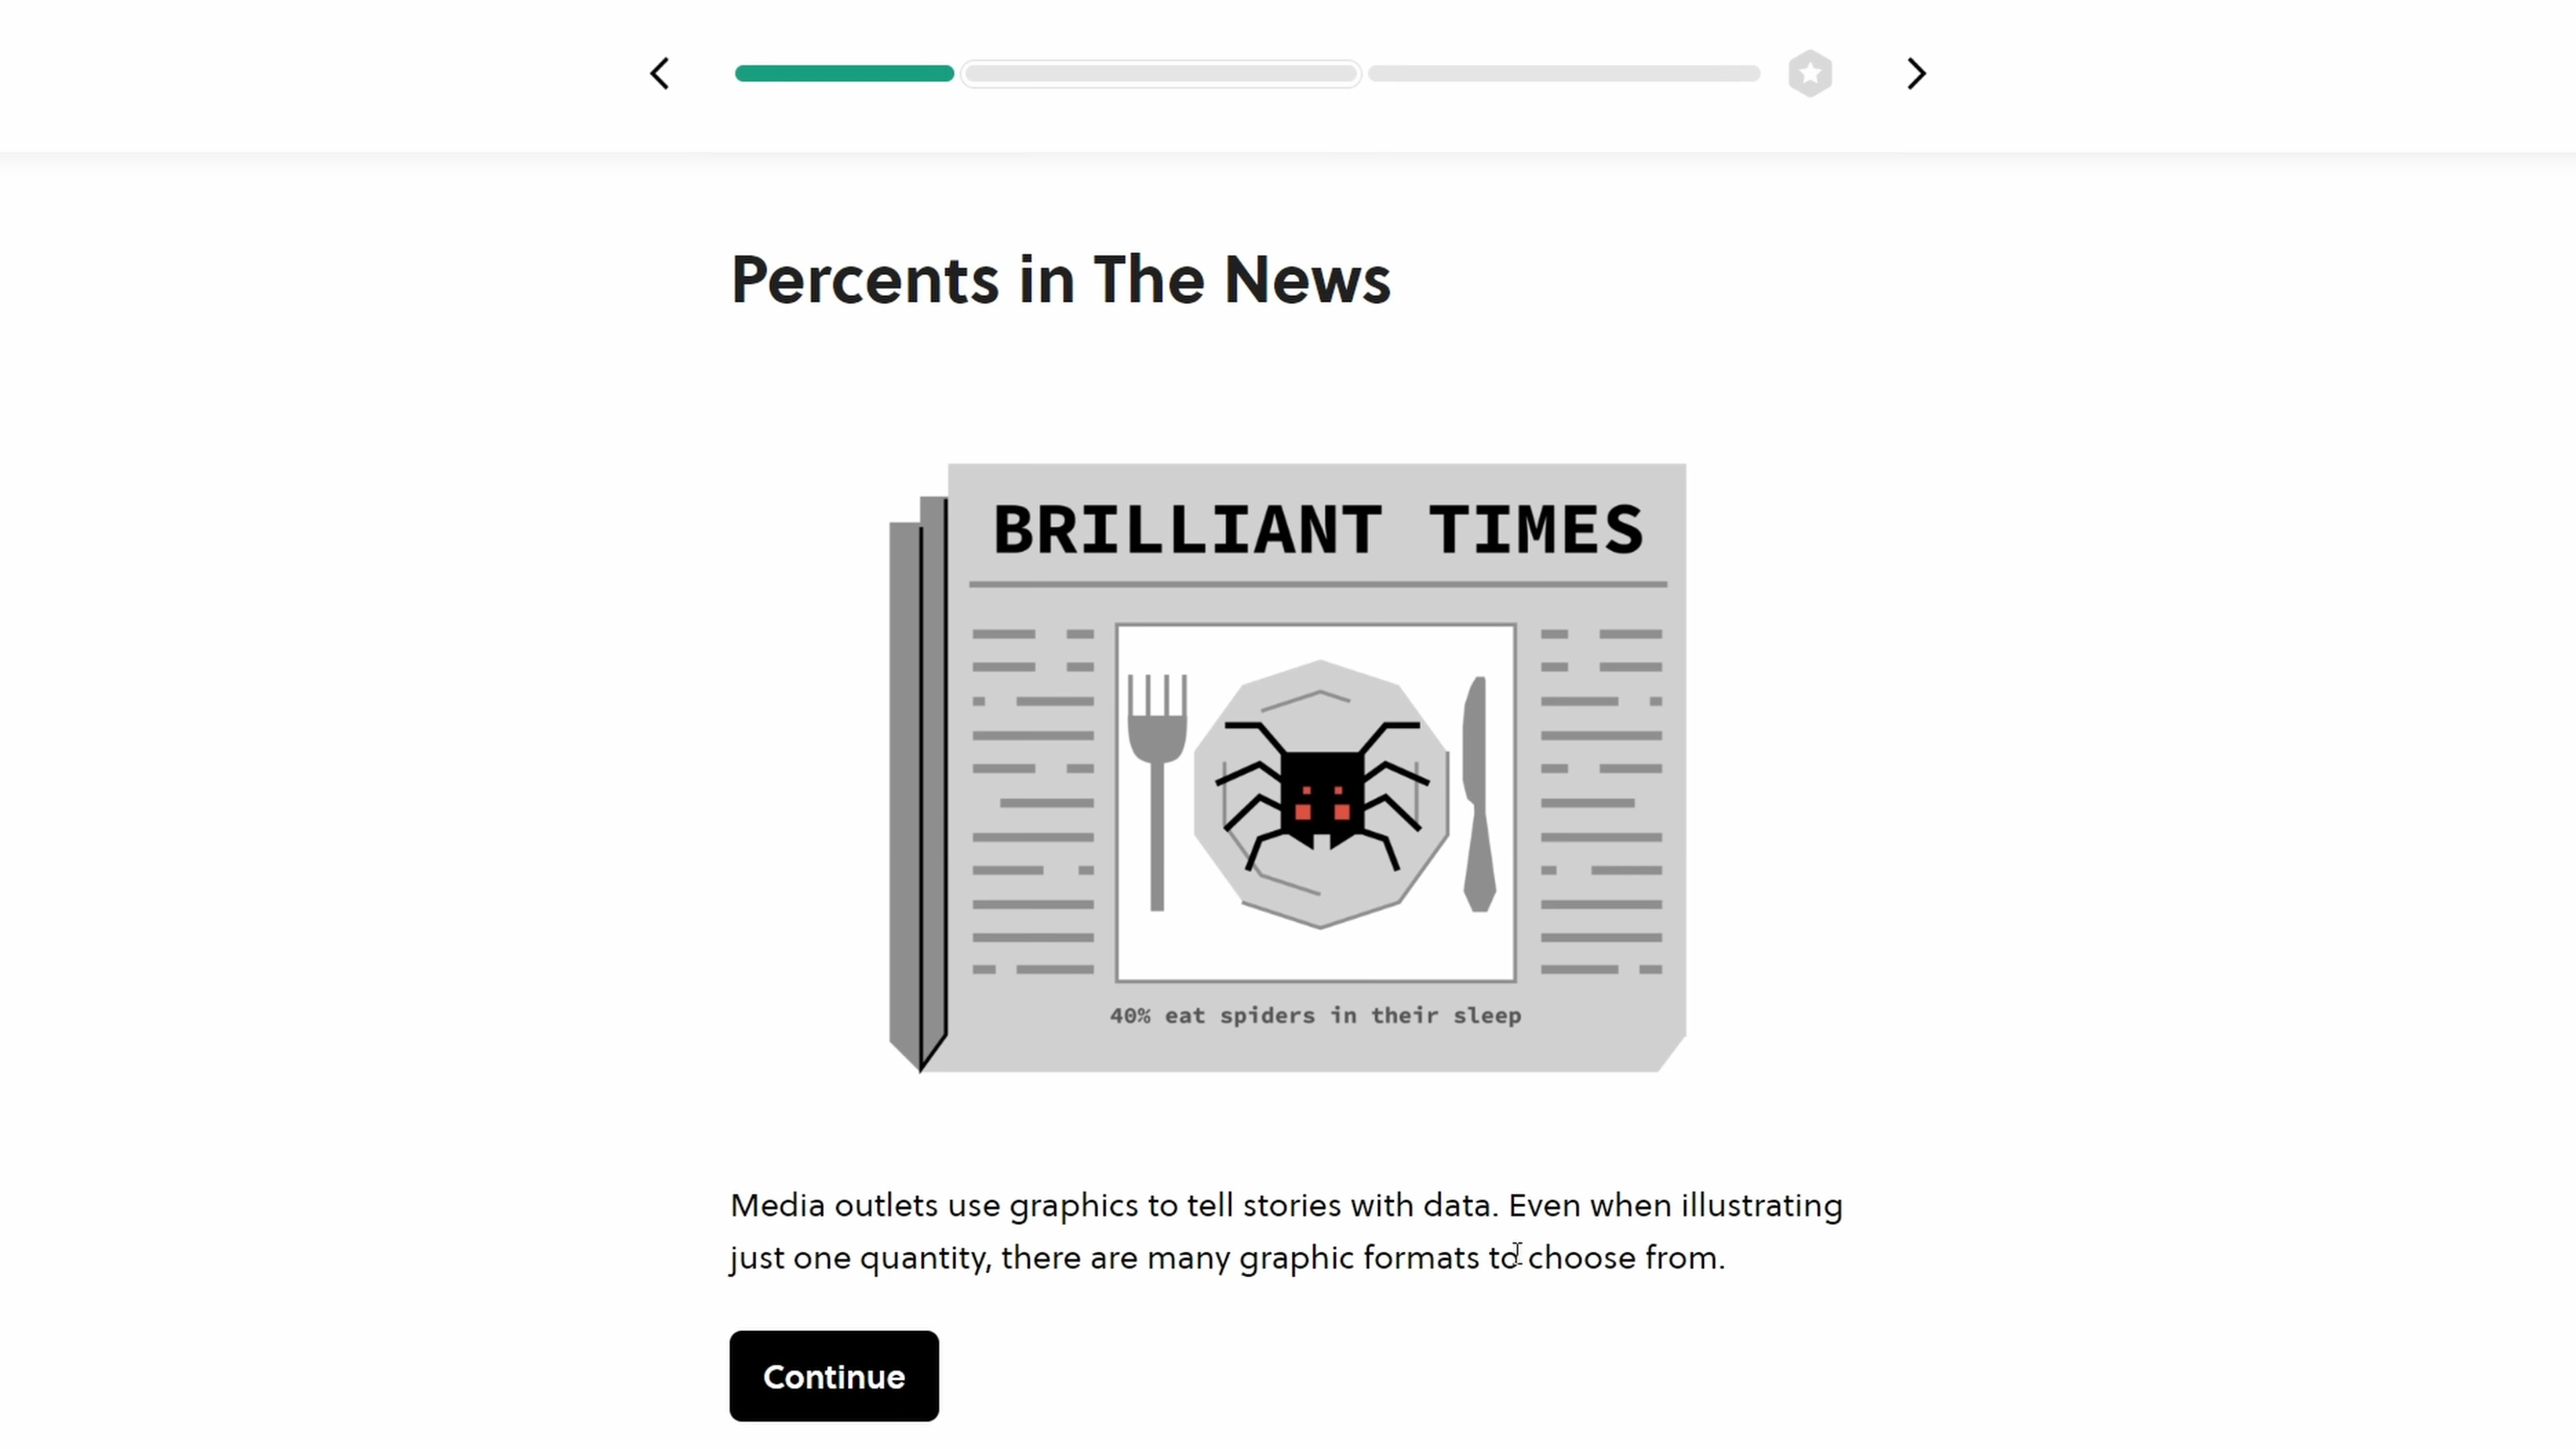 Percents in The News
BRILLIANT TIMES
40% eat spiders in their sleep
Media outlets use graphics to tell stories with data. Even when illustrating
just one quantity, there are many graphic formats to choose from.
Continue